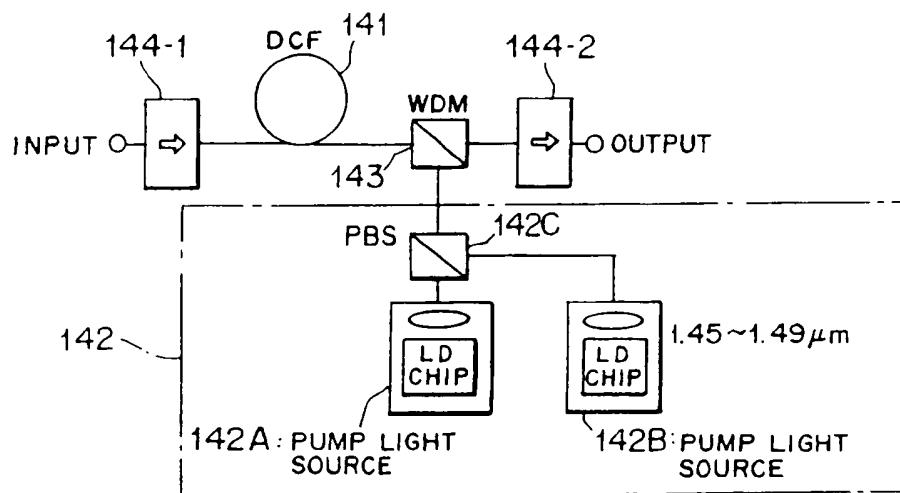 144-1
DCF
141
144-2
WDM
INPUT
OUTPUT
143
PBS
142C
142
LD
CHIP
LD
CHIP
1.45~1.49μm
142A: PUMP LIGHT
SOURCE
142B: PUMP LIGHT
SOURCE